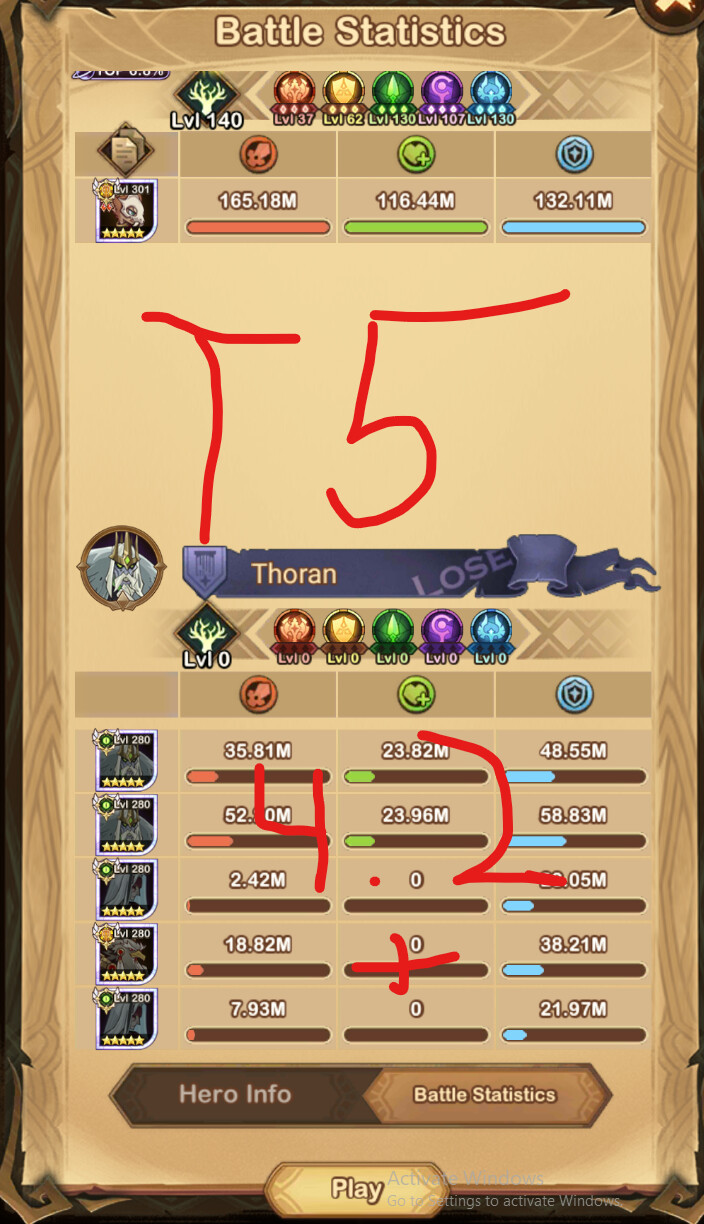 Battle Statistics
TOP 0.8%
Lvl 140 Lvl 37 Lvl 62 Lvl 130 Lvl 107 Lvl 130
Lvl 301 165.18M 116.44M 132.11M
T5
Thoran LOSE
Lvl 0 Lvl 0 Lvl 0 Lvl 0 Lvl 0 Lvl 0
Lvl 280 35.81M 23.82M 48.55M
Lvl 280 23.96M 58.83M
4.2
Lvl 280 2.42M 0
+
Lvl 280 18.82M 0 38.21M
Lvl 280 7.93M 0 21.97M
Hero Info Battle Statistics
Play
Activate Windows
Go to Settings to activate Windows.